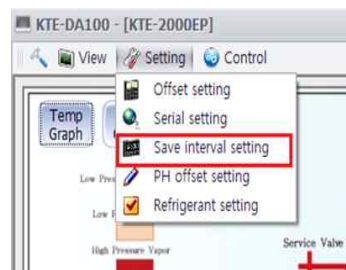 KTE-DA100 - [KTE-2000EP]
View Setting Control
Offset setting
Serial setting
Save interval setting
PH offset setting
Refrigerant setting
Temp
Graph
Low Pres
Low P
High Pressure Vapor
Service Valve